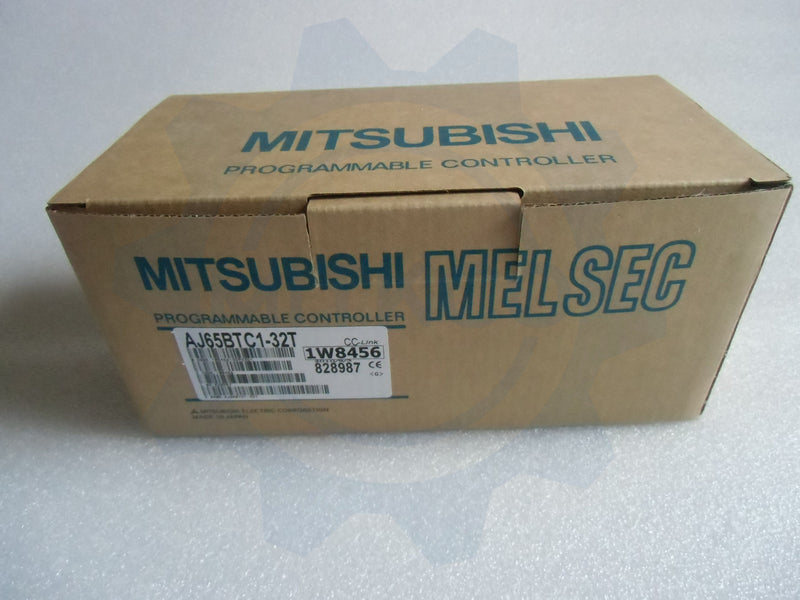 MITSUBISHI
PROGRAMMABLE CONTROLLER
MITSUBISHI MELSEC
PROGRAMMABLE CONTROLLER
AJ65BTC1-32T
CC-Link
1W8456
828987 CE
MITSUBISHI ELECTRIC CORPORATION
MADE IN JAPAN